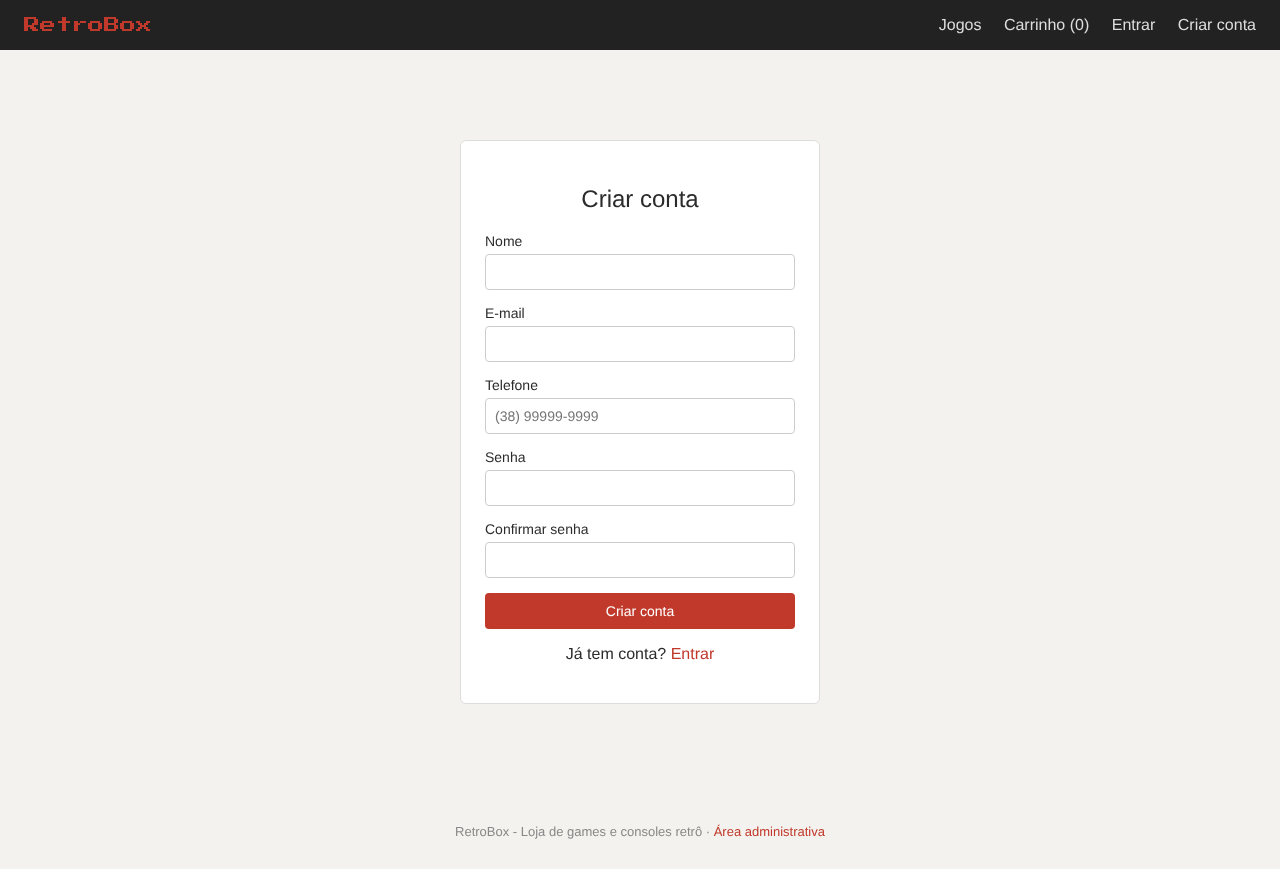 RetroBox
Jogos Carrinho (0) Entrar Criar conta
Criar conta
Nome
E-mail
Telefone
(38) 99999-9999
Senha
Confirmar senha
Criar conta
Já tem conta? Entrar
RetroBox - Loja de games e consoles retrô · Área administrativa